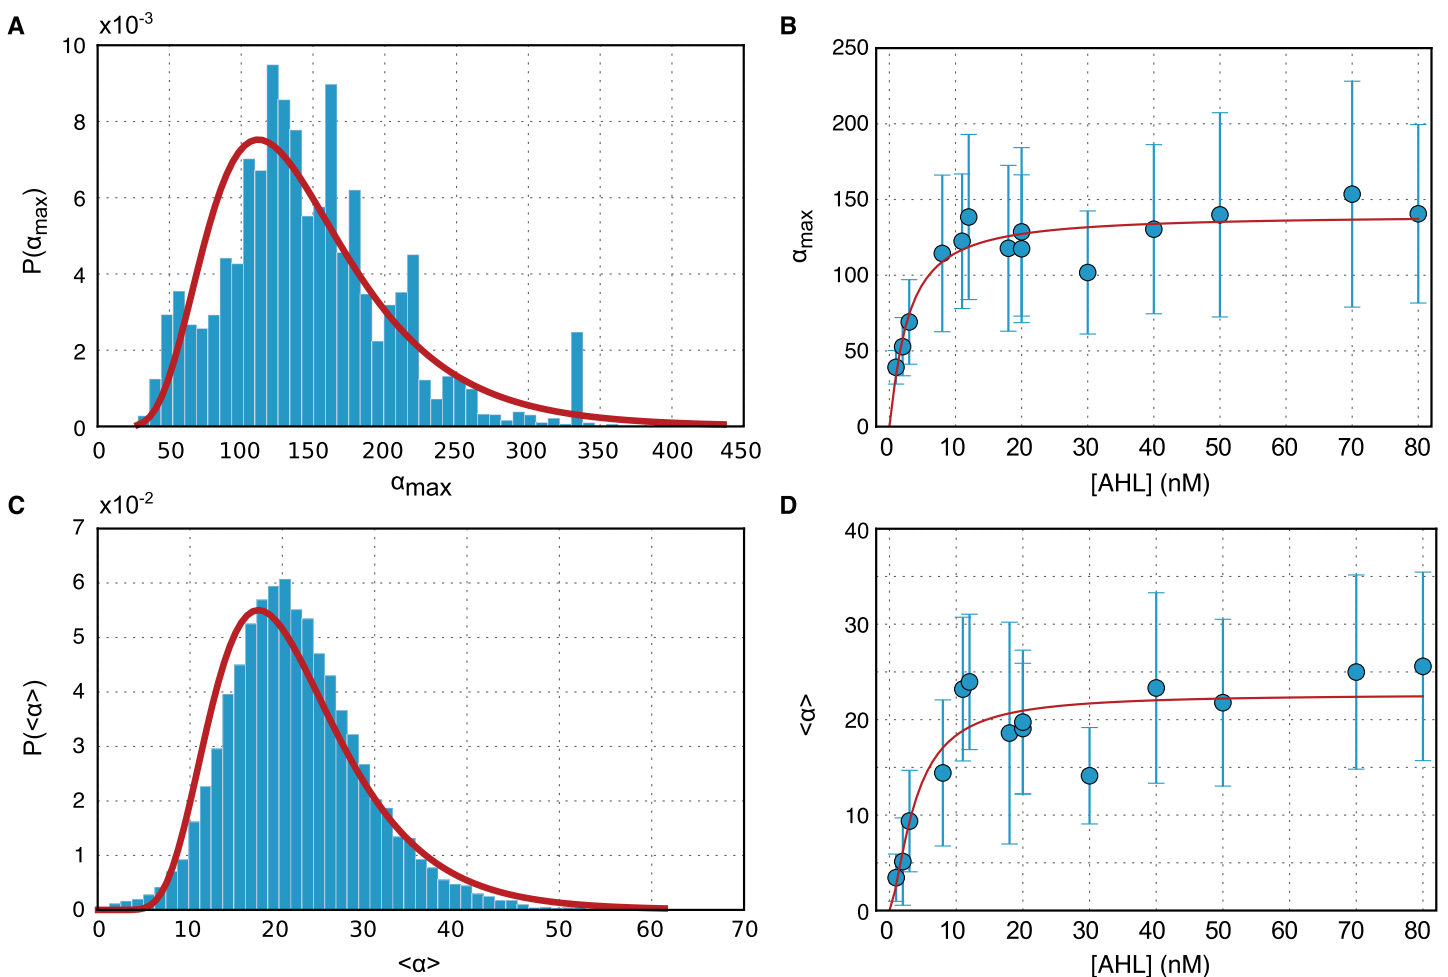 A
x10-3
10
8
6
4
2
0
P(αmax)
0 50 100 150 200 250 300 350 400 450
αmax
B
250
200
150
100
50
0
αmax
0 10 20 30 40 50 60 70 80
[AHL] (nM)
C
x10-2
7
6
5
4
3
2
1
0
P(<α>)
0 10 20 30 40 50 60 70
<α>
D
40
30
20
10
0
<α>
0 10 20 30 40 50 60 70 80
[AHL] (nM)